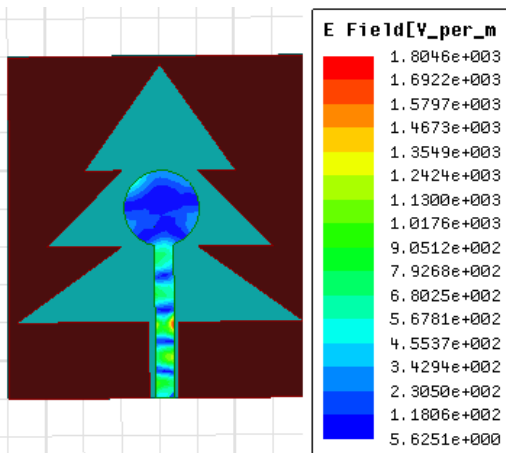 E Field[V_per_m
1.8046e+003
1.6922e+003
1.5797e+003
1.4673e+003
1.3549e+003
1.2424e+003
1.1300e+003
1.0176e+003
9.0512e+002
7.9268e+002
6.8025e+002
5.6781e+002
4.5537e+002
3.4294e+002
2.3050e+002
1.1806e+002
5.6251e+000